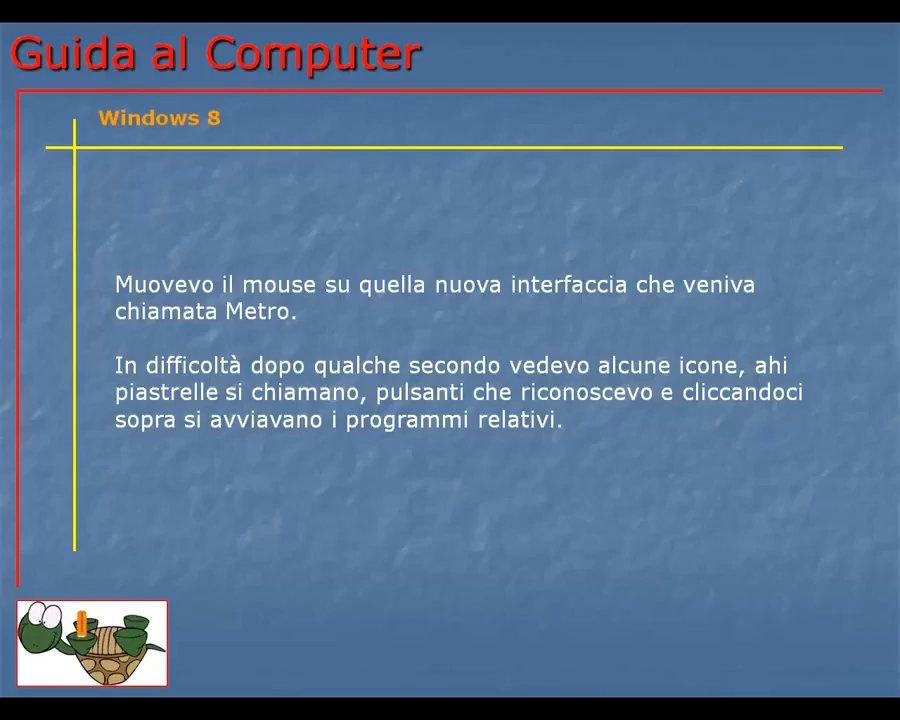 Guida al Computer
Windows 8
Muovevo il mouse su quella nuova interfaccia che veniva
chiamata Metro.
In difficoltà dopo qualche secondo vedevo alcune icone, ahi
piastrelle si chiamano, pulsanti che riconoscevo e cliccandoci
sopra si avviavano i programmi relativi.